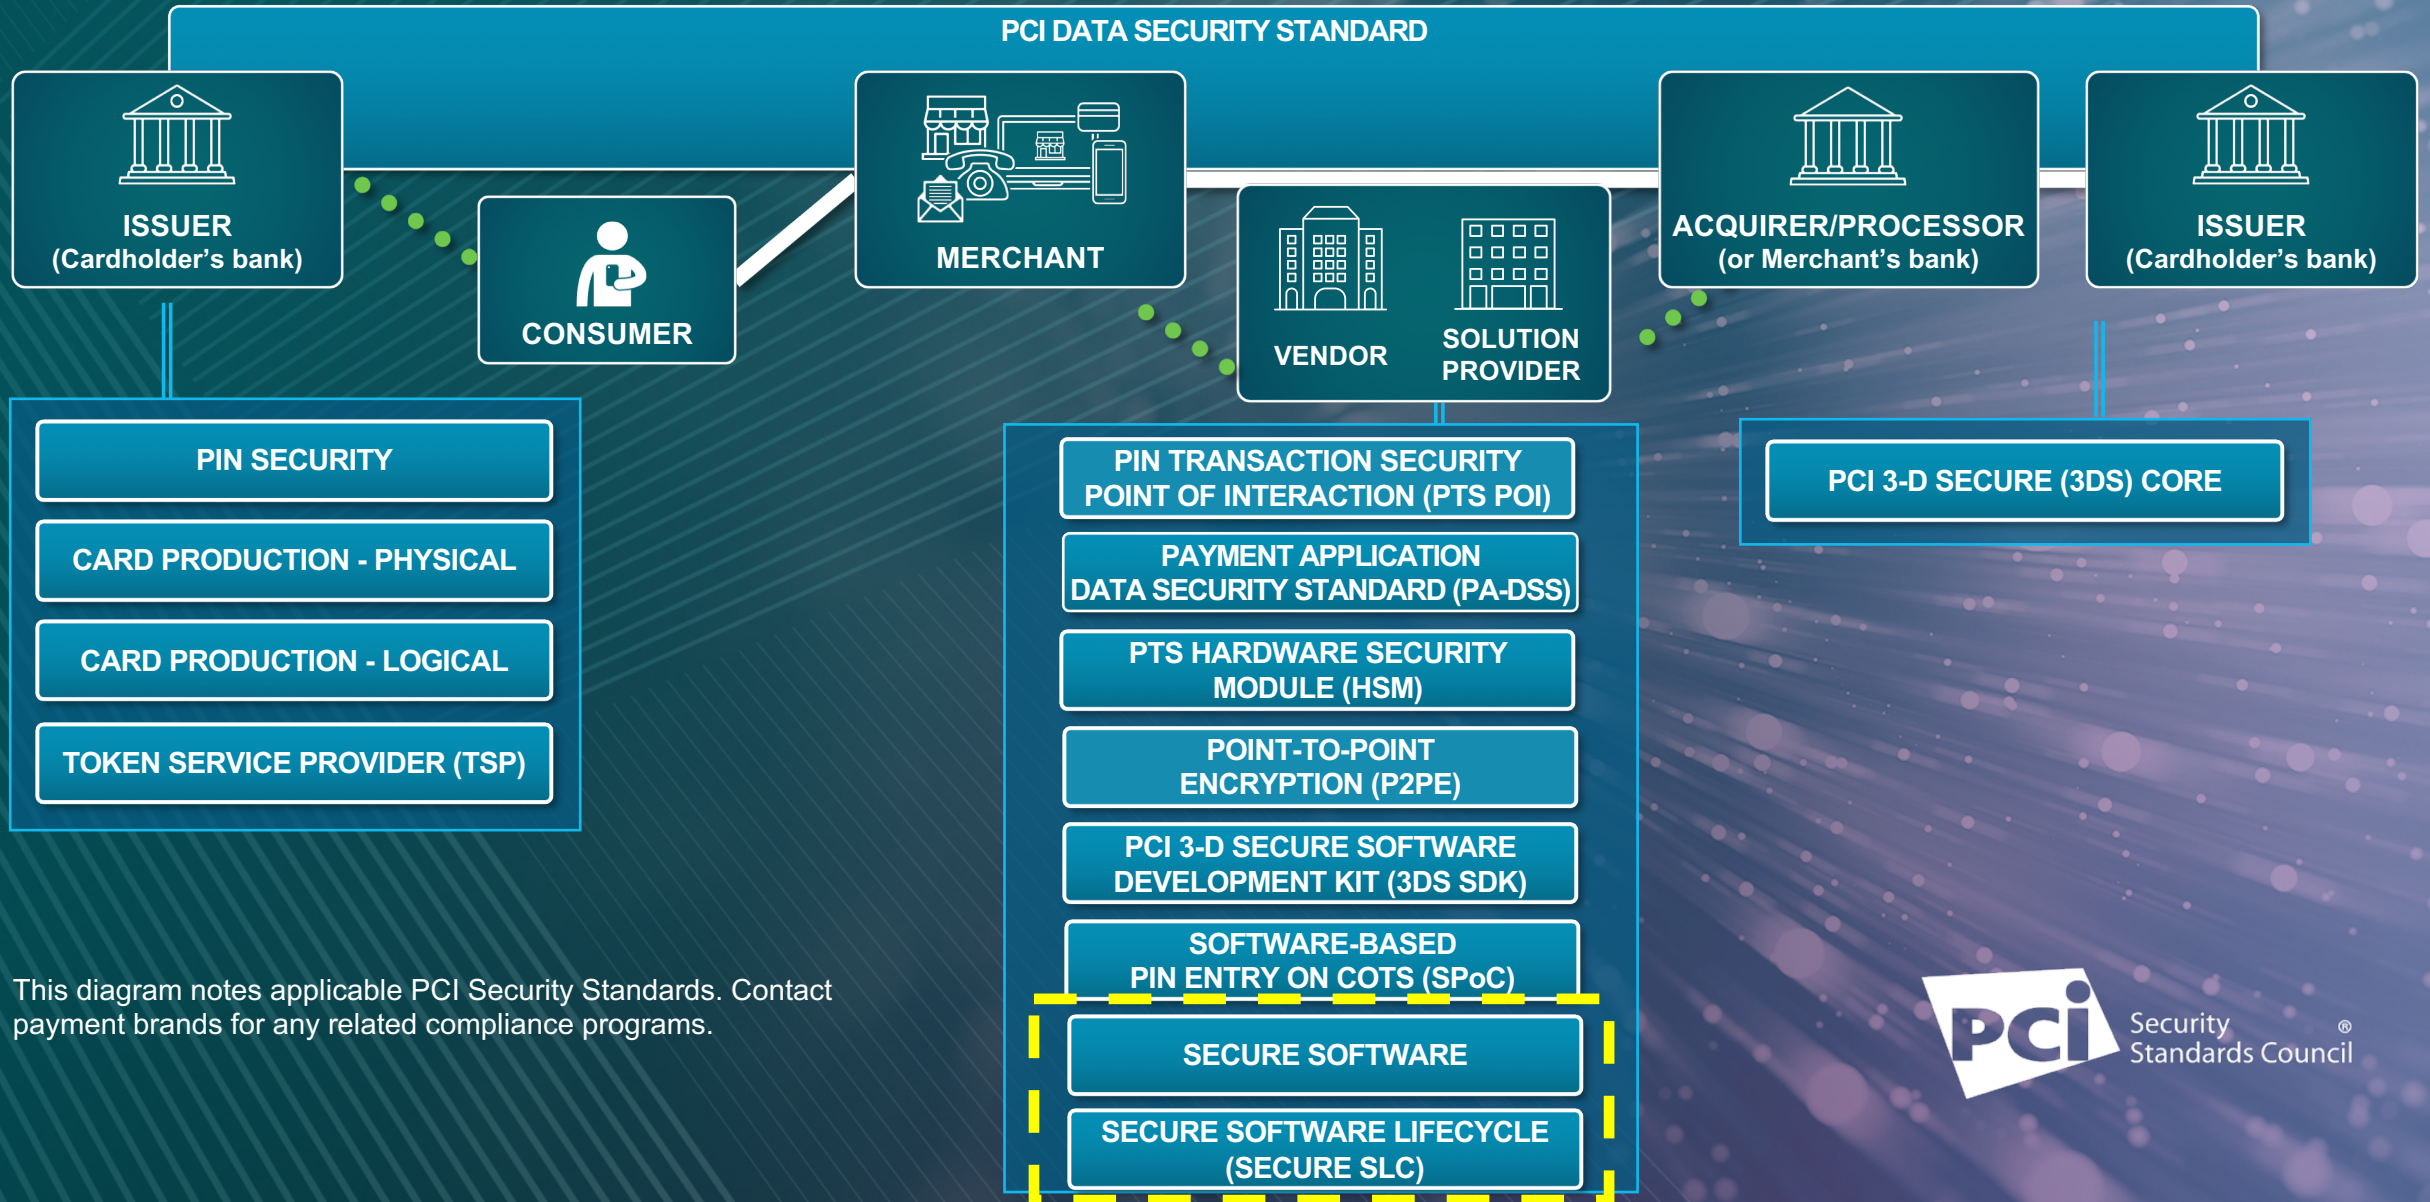 PCI DATA SECURITY STANDARD
ISSUER
(Cardholder's bank)
CONSUMER
MERCHANT
VENDOR
SOLUTION
PROVIDER
ACQUIRER/PROCESSOR
(or Merchant's bank)
ISSUER
(Cardholder's bank)
PIN SECURITY
CARD PRODUCTION - PHYSICAL
CARD PRODUCTION - LOGICAL
TOKEN SERVICE PROVIDER (TSP)
PIN TRANSACTION SECURITY
POINT OF INTERACTION (PTS POI)
PAYMENT APPLICATION
DATA SECURITY STANDARD (PA-DSS)
PTS HARDWARE SECURITY
MODULE (HSM)
POINT-TO-POINT
ENCRYPTION (P2PE)
PCI 3-D SECURE SOFTWARE
DEVELOPMENT KIT (3DS SDK)
SOFTWARE-BASED
PIN ENTRY ON COTS (SPoC)
SECURE SOFTWARE
SECURE SOFTWARE LIFECYCLE
(SECURE SLC)
PCI 3-D SECURE (3DS) CORE
This diagram notes applicable PCI Security Standards. Contact
payment brands for any related compliance programs.
PCi
Security ®
Standards Council